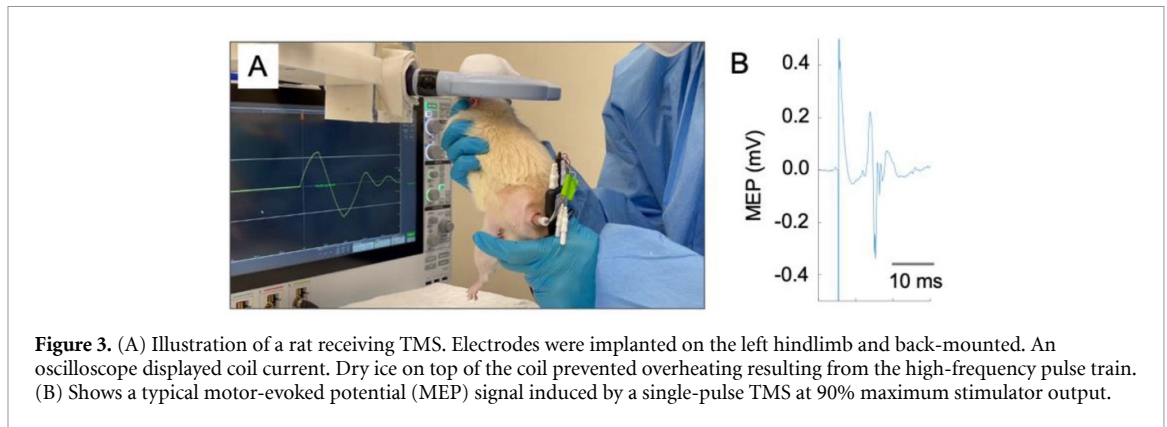 A
B
MEP (mV)
0.4
0.2
0.0
-0.2
-0.4
10 ms
Figure 3. (A) Illustration of a rat receiving TMS. Electrodes were implanted on the left hindlimb and back-mounted. An
oscilloscope displayed coil current. Dry ice on top of the coil prevented overheating resulting from the high-frequency pulse train.
(B) Shows a typical motor-evoked potential (MEP) signal induced by a single-pulse TMS at 90% maximum stimulator output.